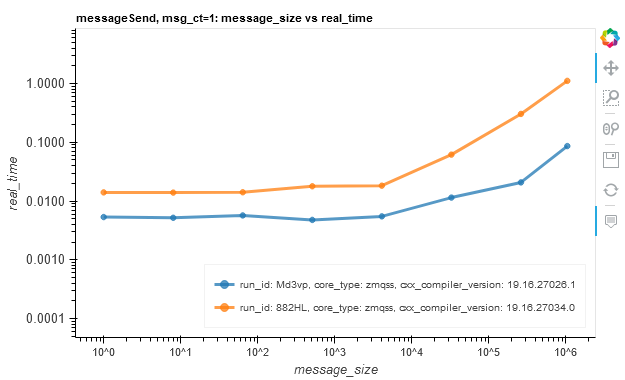 messageSend, msg_ct=1: message_size vs real_time
real_time
1.0000
0.1000
0.0100
0.0010
0.0001
run_id: Md3vp, core_type: zmqss, cxx_compiler_version: 19.16.27026.1
run_id: 882HL, core_type: zmqss, cxx_compiler_version: 19.16.27034.0
10^0 10^1 10^2 10^3 10^4 10^5 10^6
message_size